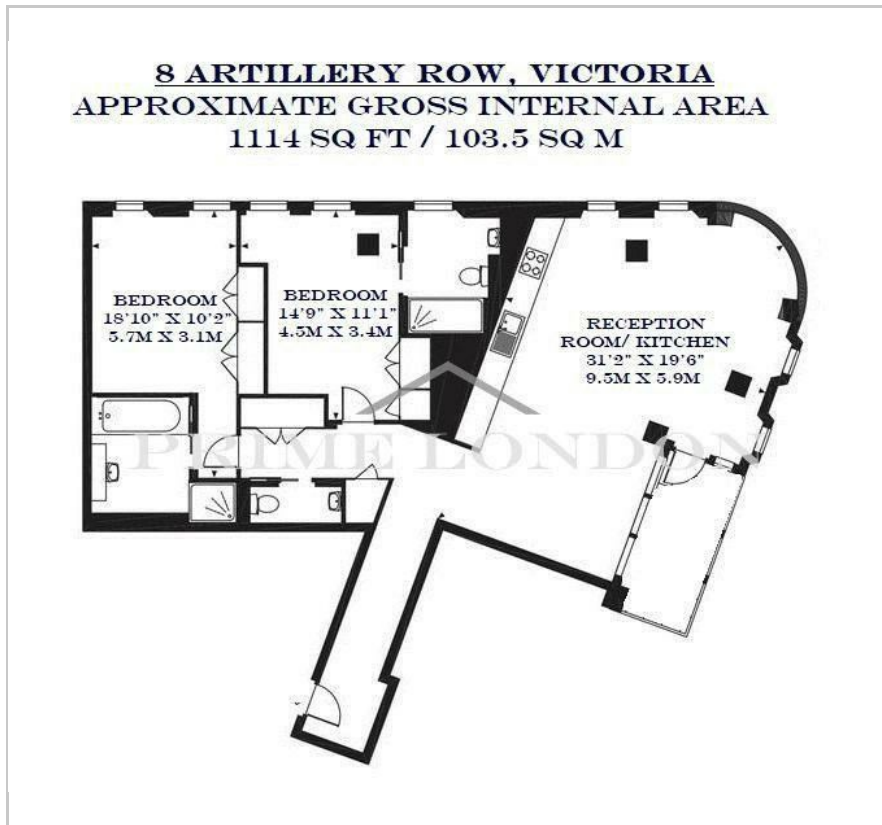 8 ARTILLERY ROW, VICTORIA
APPROXIMATE GROSS INTERNAL AREA
1114 SQ FT / 103.5 SQ M
BEDROOM
18'10" X 10'2"
5.7M X 3.1M
BEDROOM
14'9" X 11'1"
4.5M X 3.4M
RECEPTION
ROOM/ KITCHEN
31'2" X 19'6"
9.5M X 5.9M
PRIME LONDON